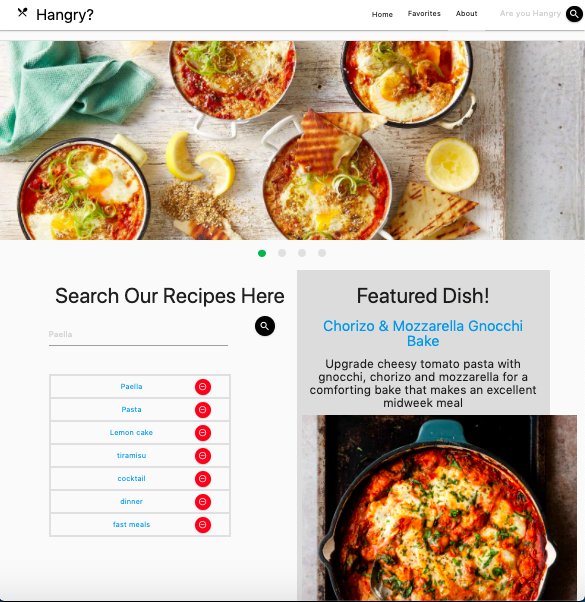 Hangry?
Home
Favorites
About
Are you Hangry
Search Our Recipes Here
Paella
Paella
Pasta
Lemon cake
tiramisu
cocktail
dinner
fast meals
Featured Dish!
Chorizo & Mozzarella Gnocchi
Bake
Upgrade cheesy tomato pasta with
gnocchi, chorizo and mozzarella for a
comforting bake that makes an excellent
midweek meal